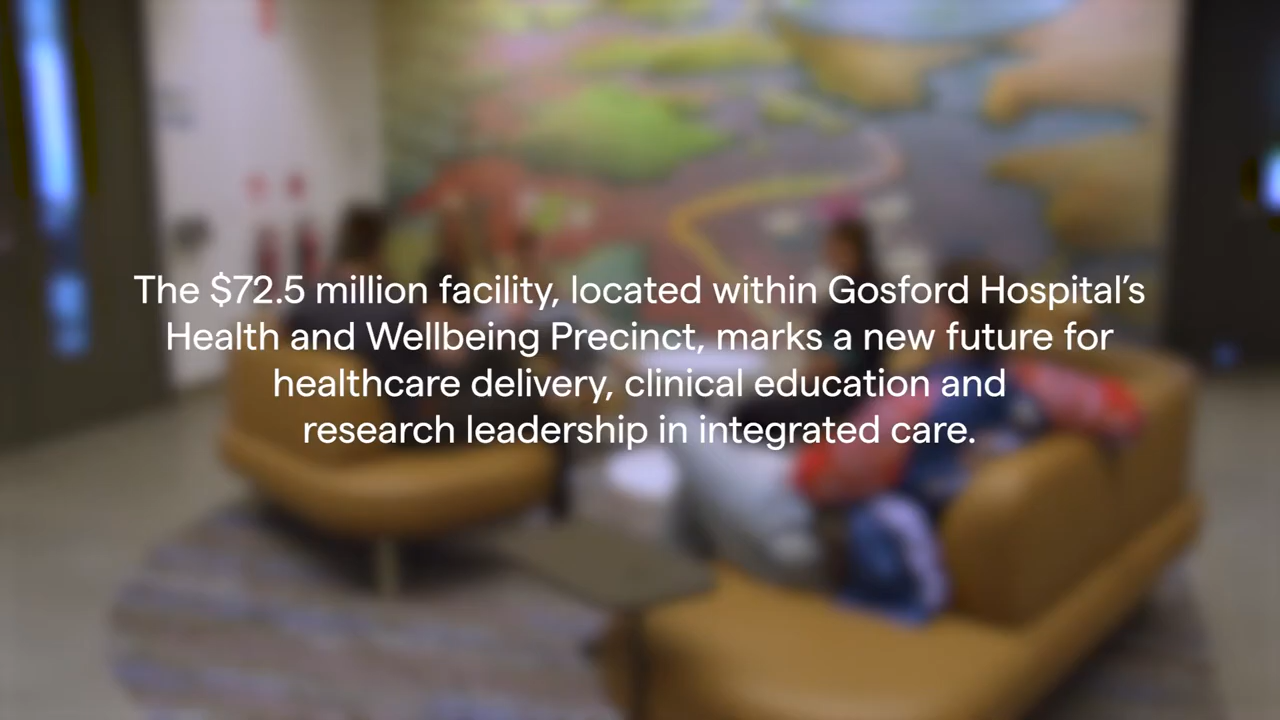 The $72.5 million facility, located within Gosford Hospital’s
Health and Wellbeing Precinct, marks a new future for
healthcare delivery, clinical education and
research leadership in integrated care.